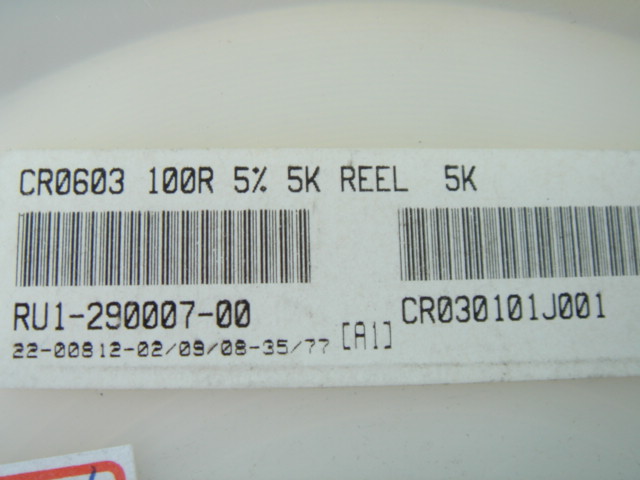 CR0603 100R 5% 5K REEL 5K
RU1-290007-00
CR030101J001
22-00812-02/09/08-35/77 [A1]